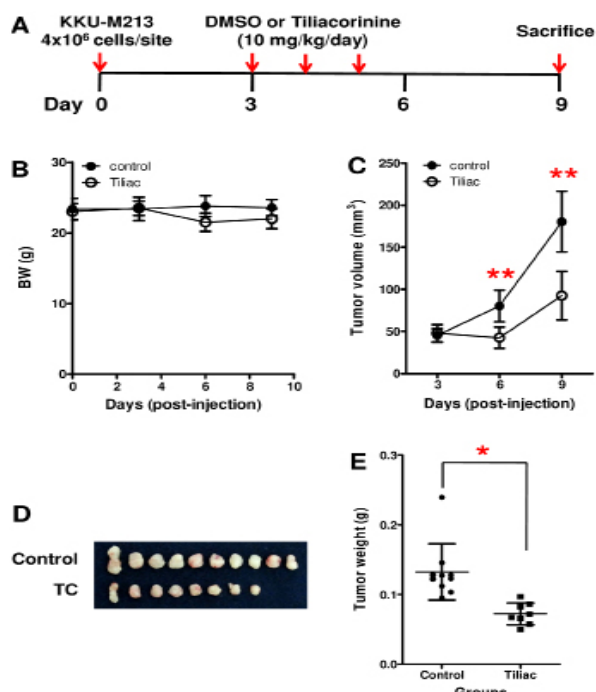 A
KKU-M213
4x10⁶ cells/site
DMSO or Tiliacorinine
(10 mg/kg/day)
Sacrifice
Day 0 3 6 9
B
control
Tiliac
BW (g)
30
20
10
0
0 2 4 6 8 10
Days (post-injection)
C
control
Tiliac
**
**
Tumor volume (mm³)
250
200
150
100
50
0
3 6 9
Days (post-injection)
D
Control
TC
E
*
Tumor weight (g)
0.3
0.2
0.1
0.0
Control Tiliac